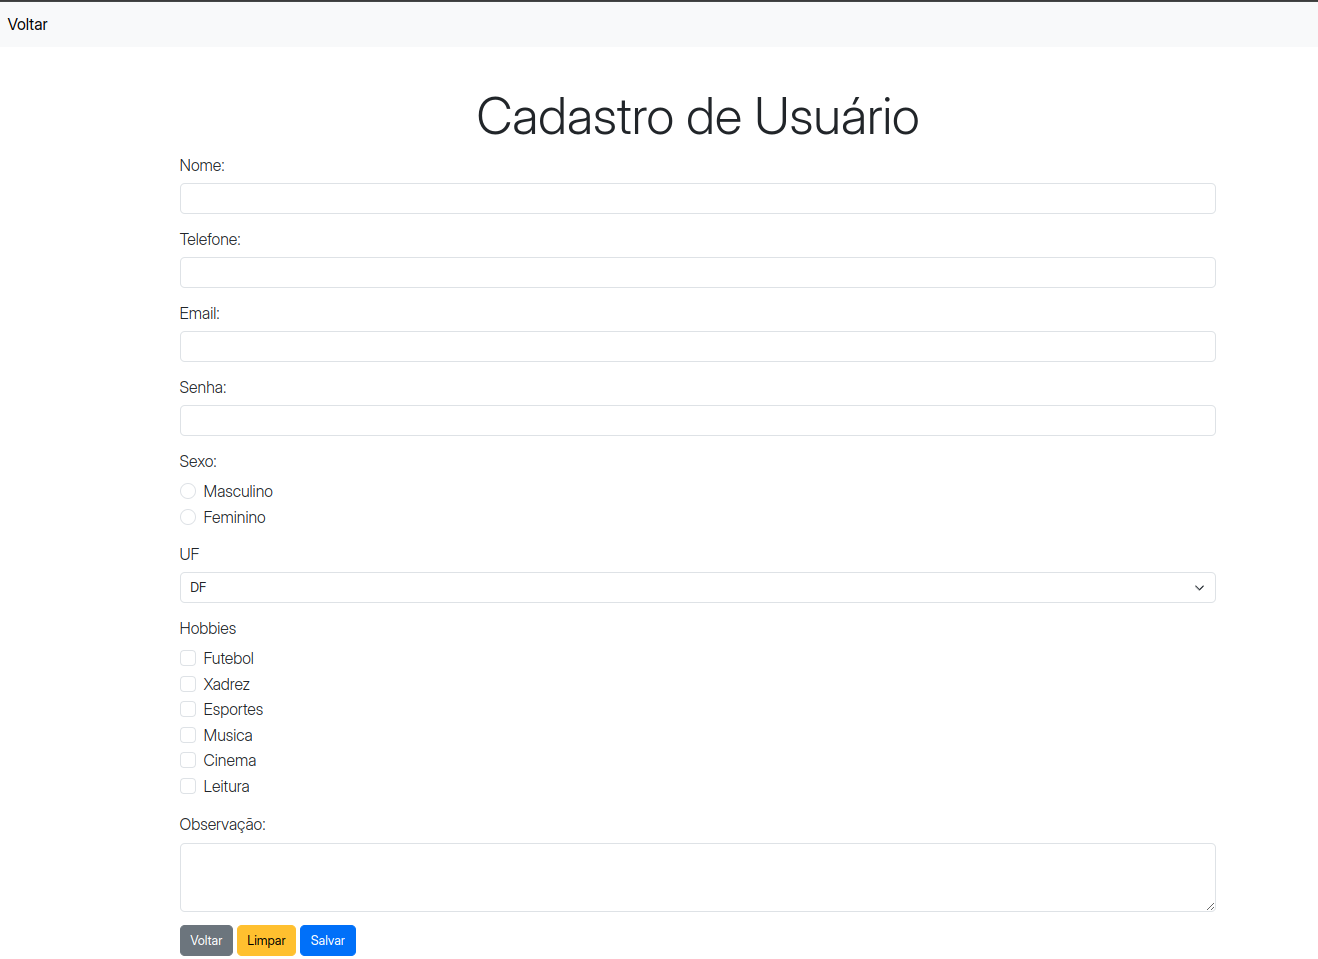 Voltar
Cadastro de Usuário
Nome:
Telefone:
Email:
Senha:
Sexo:
Masculino
Feminino
UF
DF
Hobbies
Futebol
Xadrez
Esportes
Musica
Cinema
Leitura
Observação:
Voltar Limpar Salvar